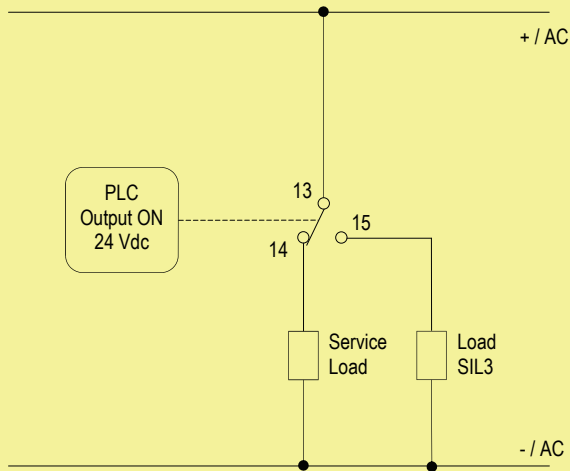 + / AC
PLC
Output ON
24 Vdc
13
14
15
Service
Load
Load
SIL3
- / AC